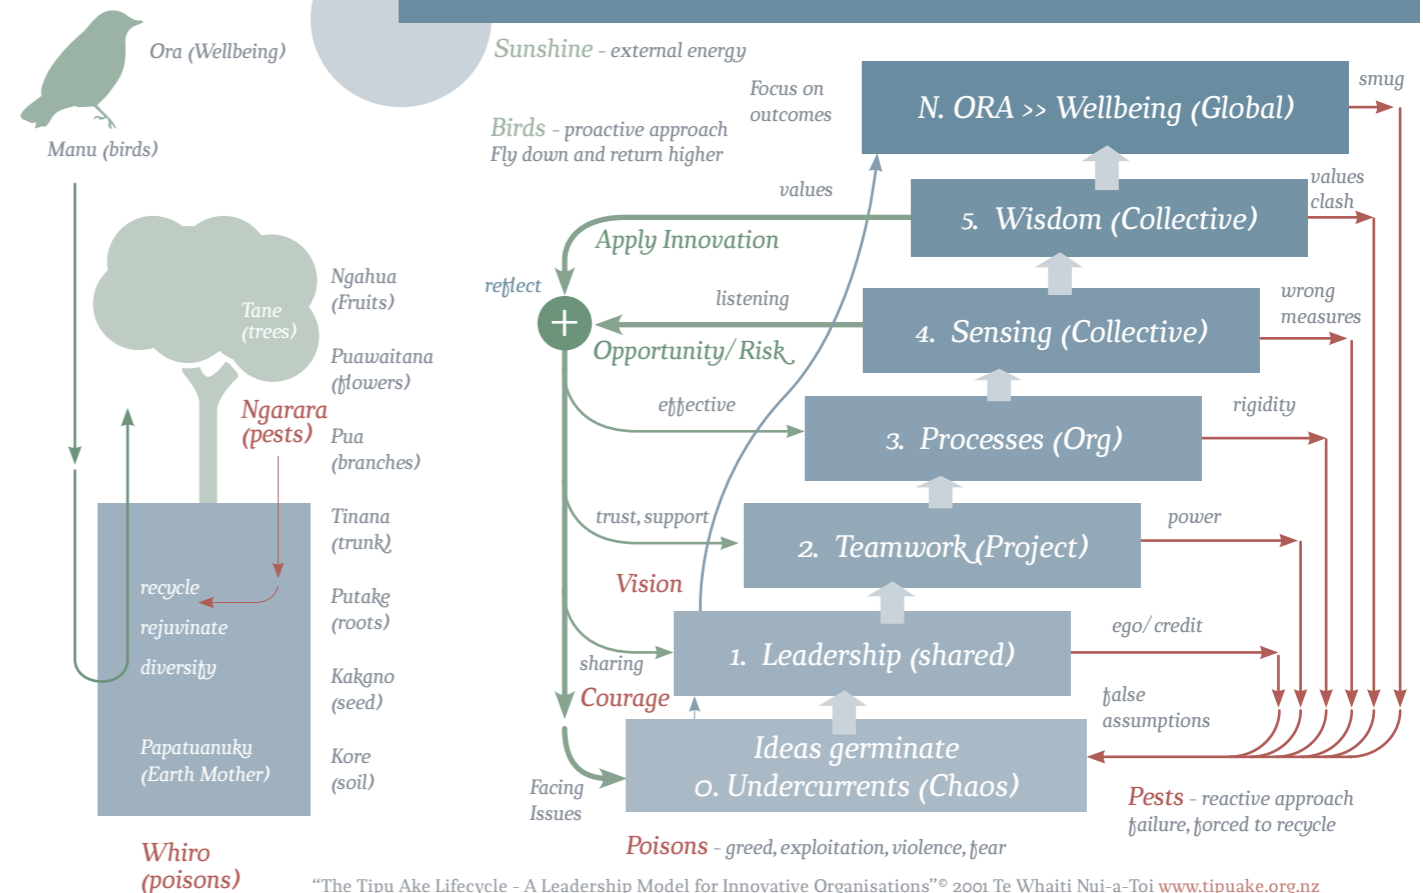 Ora (Wellbeing)
Manu (birds)
Tane
(trees)
Ngarara
(pests)
recycle
rejuvinate
diversify
Papatuanuky
(Earth Mother)
Whiro
(poisons)
Ngahua
(Fruits)
Puawaitana
(flowers)
Pua
(branches)
Tinana
(trunk)
Putake
(roots)
Kakano
(seed)
Kore
(soil)
Sunshine - external energy
Birds - proactive approach
Fly down and return higher
Focus on
outcomes
N. ORA >> Wellbeing (Global)
smug
values
Apply Innovation
5. Wisdom (Collective)
values
clash
reflect
+
listening
Opportunity/ Risk
4. Sensing (Collective)
wrong
measures
effective
3. Processes (Org)
rigidity
trust, support
2. Teamwork (Project)
power
Vision
1. Leadership (shared)
ego/ credit
sharing
Courage
false
assumptions
Ideas germinate
0. Undercurrents (Chaos)
Facing
Issues
Pests - reactive approach
failure, forced to recycle
Poisons - greed, exploitation, violence, fear
“The Tipu Ake Lifecycle - A Leadership Model for Innovative Organisations”© 2001 Te Whaiti Nui-a-Toi www.tipuake.org.nz